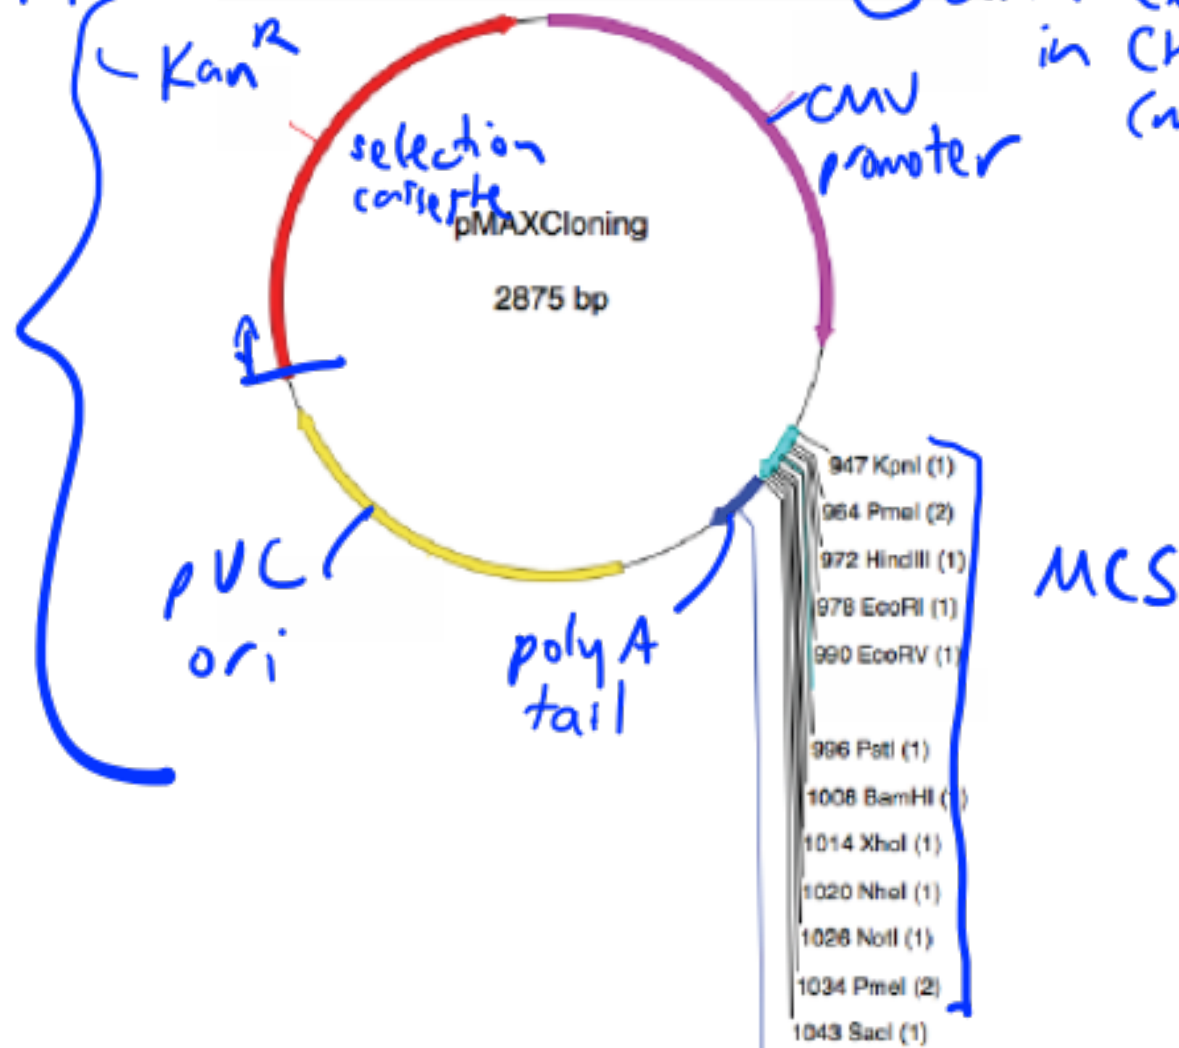 Kan^R
in
CMV
promoter
selection
cassette
pMAXCloning
2875 bp
947 KpnI (1)
964 PmeI (2)
972 HindIII (1)
978 EcoRI (1)
990 EcoRV (1)
MCS
pUC
ori
poly A
tail
996 PstI (1)
1008 BamHI (1)
1014 XhoI (1)
1020 NheI (1)
1026 NotI (1)
1034 PmeI (2)
1043 SacI (1)